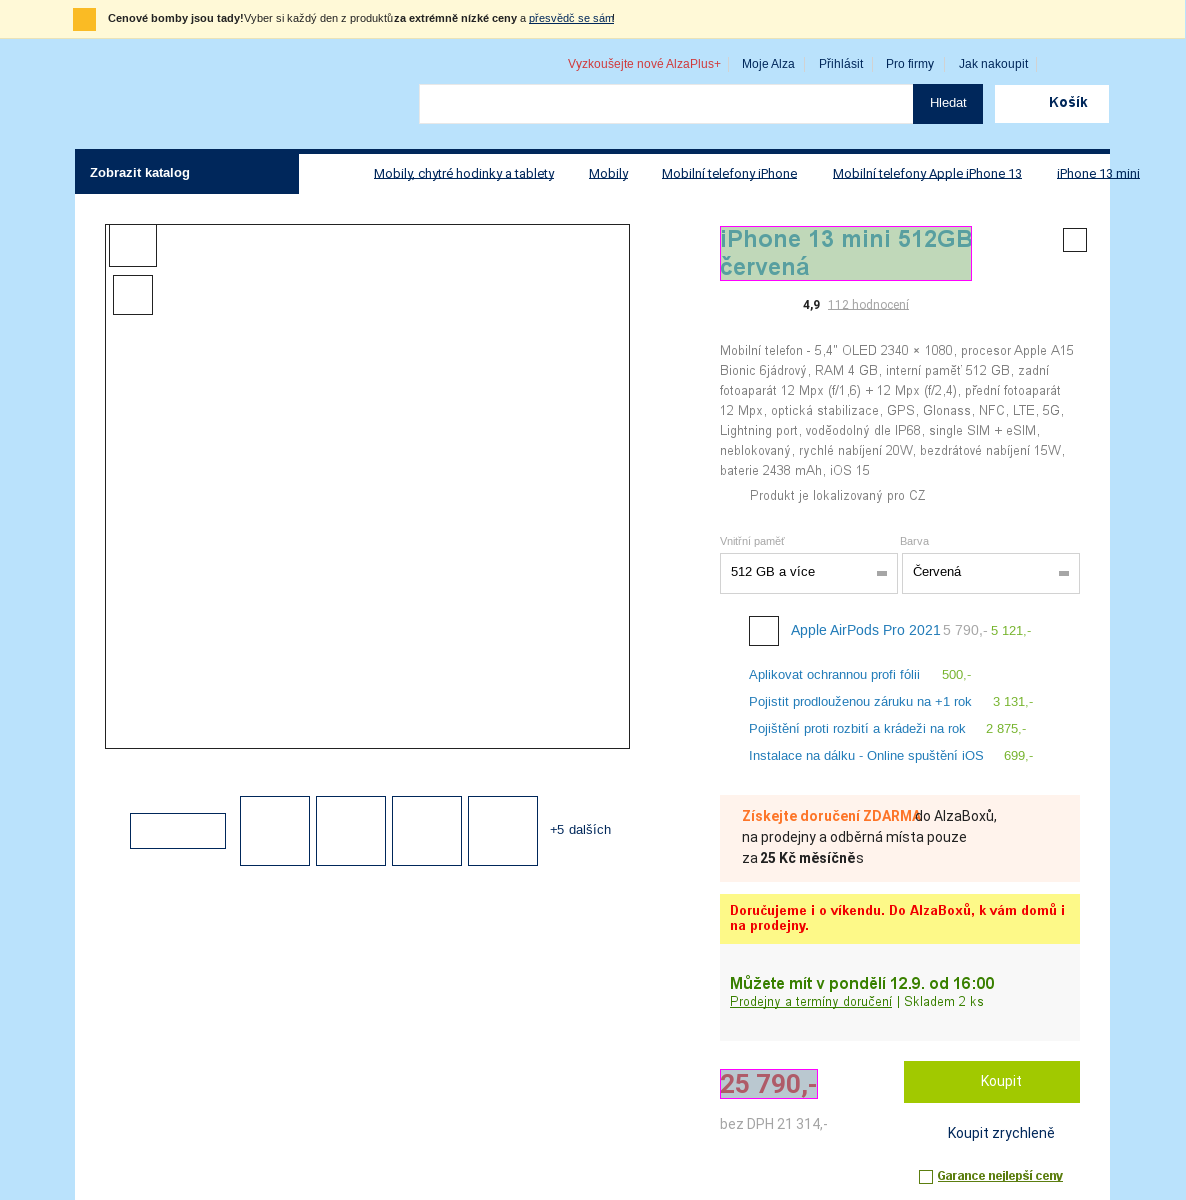 Cenové bomby jsou tady! Vyber si každý den z produktů za extrémně nízké ceny a přesvědč se sám!
Vyzkoušejte nové AlzaPlus+ Moje Alza Přihlásit Pro firmy Jak nakoupit
Hledat Košík
Zobrazit katalog Mobily, chytré hodinky a tablety Mobily Mobilní telefony iPhone Mobilní telefony Apple iPhone 13 iPhone 13 mini
iPhone 13 mini 512GB
červená
4,9 112 hodnocení
Mobilní telefon - 5,4" OLED 2340 × 1080, procesor Apple A15
Bionic 6jádrový, RAM 4 GB, interní paměť 512 GB, zadní
fotoaparát 12 Mpx (f/1,6) + 12 Mpx (f/2,4), přední fotoaparát
12 Mpx, optická stabilizace, GPS, Glonass, NFC, LTE, 5G,
Lightning port, voděodolný dle IP68, single SIM + eSIM,
neblokovaný, rychlé nabíjení 20W, bezdrátové nabíjení 15W,
baterie 2438 mAh, iOS 15
Produkt je lokalizovaný pro CZ
Vnitřní paměť Barva
512 GB a více Červená
Apple AirPods Pro 2021 5 790,- 5 121,-
Aplikovat ochrannou profi fólii 500,-
Pojistit prodlouženou záruku na +1 rok 3 131,-
Pojištění proti rozbití a krádeži na rok 2 875,-
Instalace na dálku - Online spuštění iOS 699,-
+5 dalších
Získejte doručení ZDARMA do AlzaBoxů,
na prodejny a odběrná místa pouze
za 25 Kč měsíčně s
Doručujeme i o víkendu. Do AlzaBoxů, k vám domů i
na prodejny.
Můžete mít v pondělí 12.9. od 16:00
Prodejny a termíny doručení | Skladem 2 ks
25 790,- Koupit
bez DPH 21 314,-
Koupit zrychleně
Garance nejlepší ceny